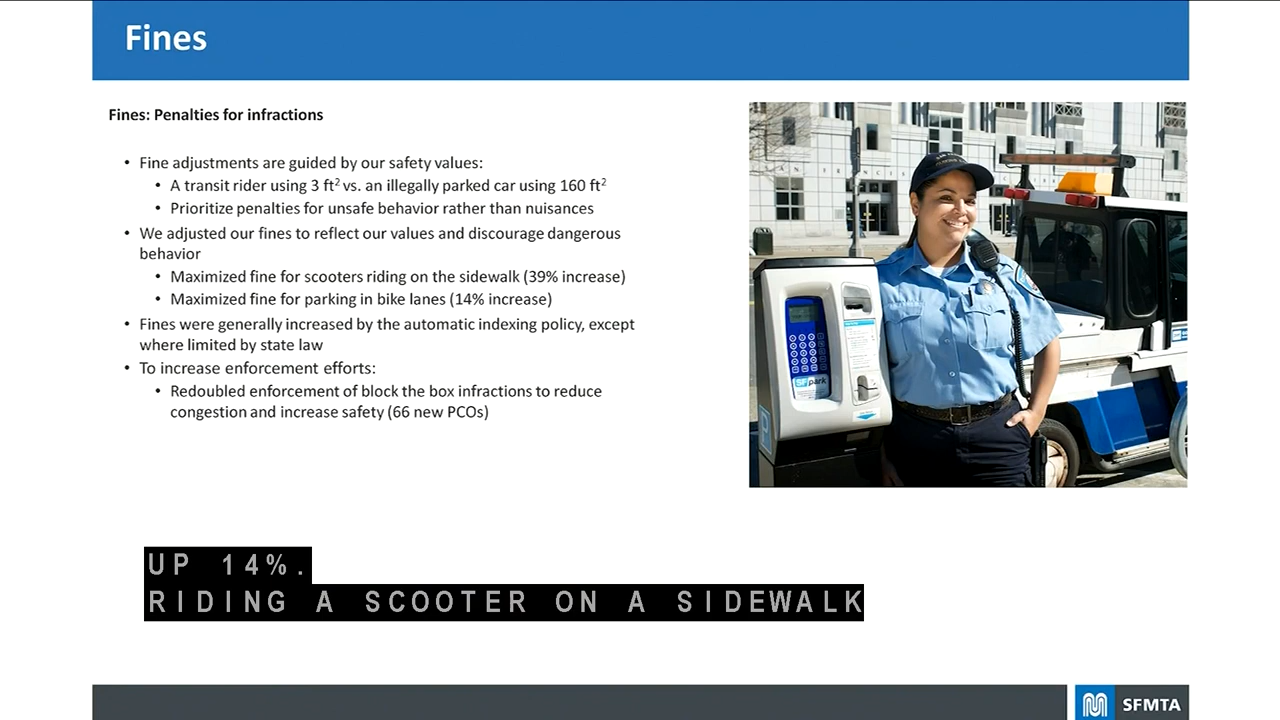 Fines
Fines: Penalties for infractions
• Fine adjustments are guided by our safety values:
• A transit rider using 3 ft² vs. an illegally parked car using 160 ft²
• Prioritize penalties for unsafe behavior rather than nuisances
• We adjusted our fines to reflect our values and discourage dangerous
behavior
• Maximized fine for scooters riding on the sidewalk (39% increase)
• Maximized fine for parking in bike lanes (14% increase)
• Fines were generally increased by the automatic indexing policy, except
where limited by state law
• To increase enforcement efforts:
• Redoubled enforcement of block the box infractions to reduce
congestion and increase safety (66 new PCOs)
SFpark
UP 14%.
RIDING A SCOOTER ON A SIDEWALK
SFMTA